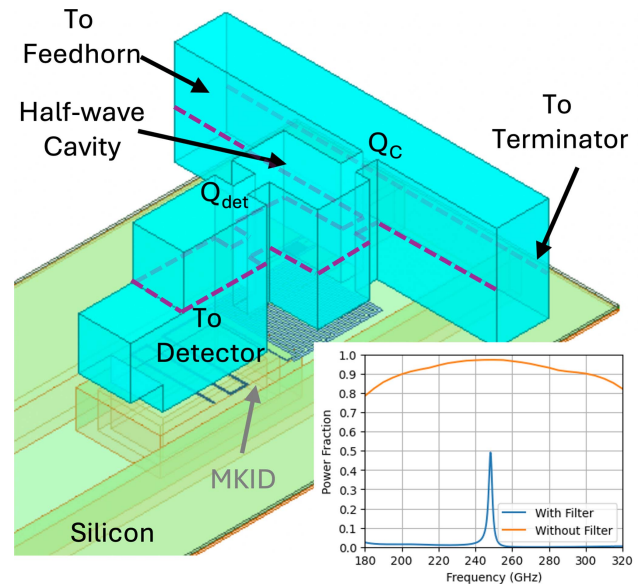 To
Feedhorn
Half-wave
Cavity
Q_C
To
Terminator
Q_det
To
Detector
MKID
Silicon
Power Fraction
1.0
0.9
0.8
0.7
0.6
0.5
0.4
0.3
0.2
0.1
0.0
With Filter
Without Filter
180 200 220 240 260 280 300 320
Frequency (GHz)